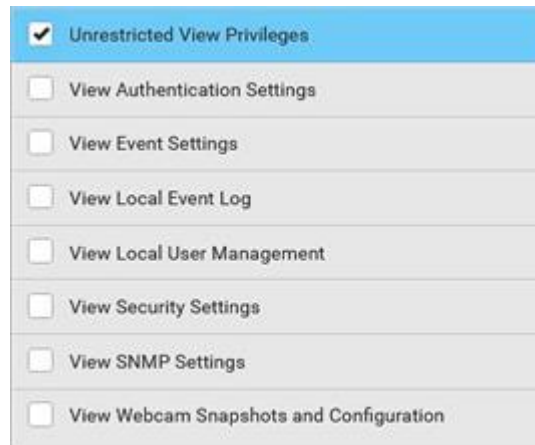 Unrestricted View Privileges
View Authentication Settings
View Event Settings
View Local Event Log
View Local User Management
View Security Settings
View SNMP Settings
View Webcam Snapshots and Configuration